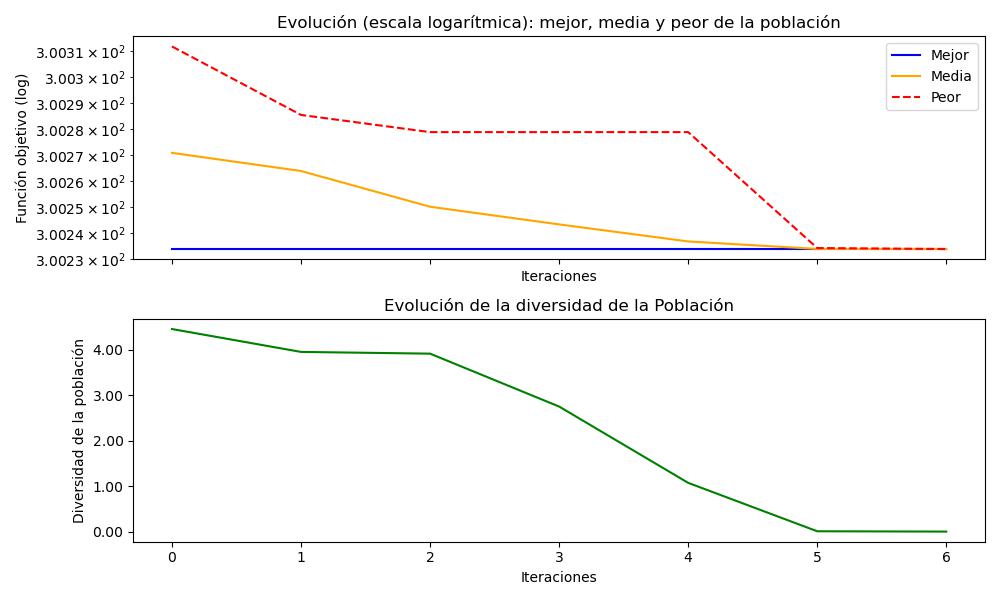 Evolución (escala logarítmica): mejor, media y peor de la población
Función objetivo (log)
3.0031 × 10²
3.003 × 10²
3.0029 × 10²
3.0028 × 10²
3.0027 × 10²
3.0026 × 10²
3.0025 × 10²
3.0024 × 10²
3.0023 × 10²
Mejor
Media
Peor
Iteraciones
Evolución de la diversidad de la Población
Diversidad de la población
4.00
3.00
2.00
1.00
0.00
0 1 2 3 4 5 6
Iteraciones